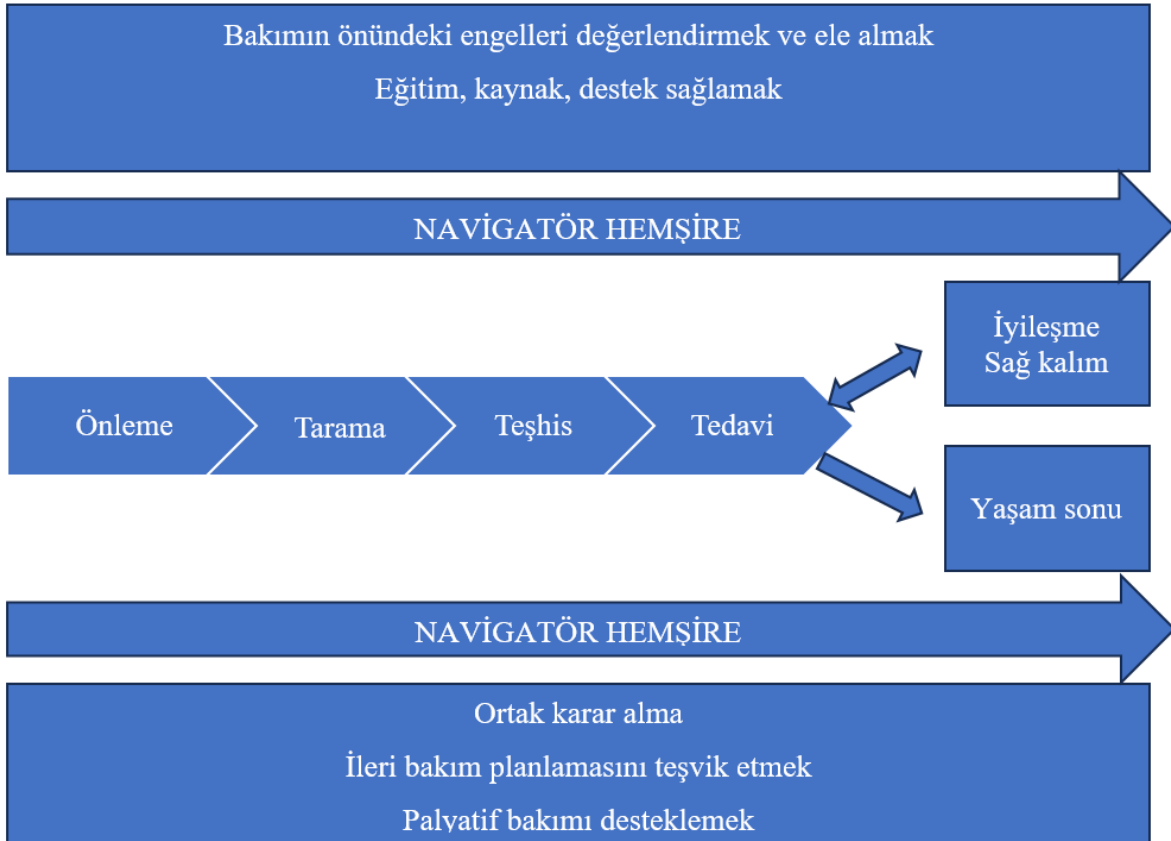 Bakımın önündeki engelleri değerlendirmek ve ele almak
Eğitim, kaynak, destek sağlamak
NAVİGATÖR HEMŞİRE
İyileşme
Sağ kalım
Önleme
Tarama
Teşhis
Tedavi
Yaşam sonu
NAVİGATÖR HEMŞİRE
Ortak karar alma
İleri bakım planlamasını teşvik etmek
Palyatif bakımı desteklemek